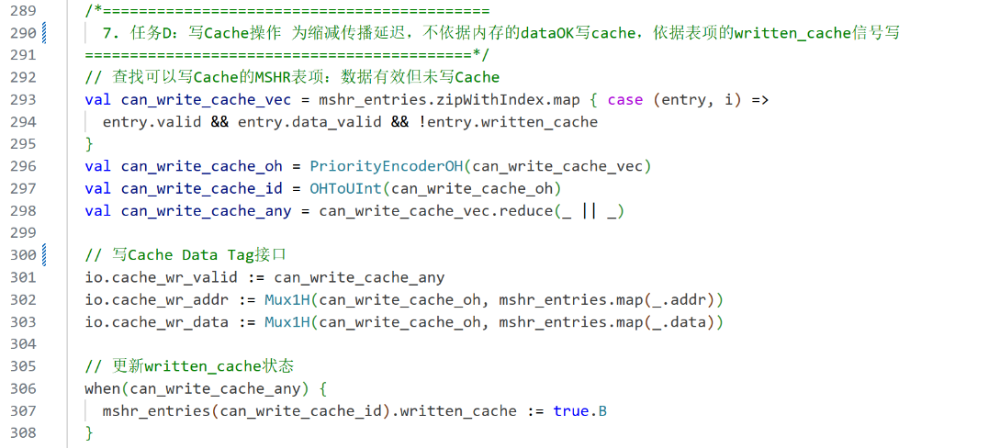 289 /*===========================================
290 7. 任务D：写Cache操作 为缩减传播延迟，不依据内存的dataOK写cache，依据表项的written_cache信号写
291 ===========================================*/
292 // 查找可以写Cache的MSHR表项：数据有效但未写Cache
293 val can_write_cache_vec = mshr_entries.zipWithIndex.map { case (entry, i) =>
294 entry.valid && entry.data_valid && !entry.written_cache
295 }
296 val can_write_cache_oh = PriorityEncoderOH(can_write_cache_vec)
297 val can_write_cache_id = OHToUInt(can_write_cache_oh)
298 val can_write_cache_any = can_write_cache_vec.reduce(_ || _)
299
300 // 写Cache Data Tag接口
301 io.cache_wr_valid := can_write_cache_any
302 io.cache_wr_addr := Mux1H(can_write_cache_oh, mshr_entries.map(_.addr))
303 io.cache_wr_data := Mux1H(can_write_cache_oh, mshr_entries.map(_.data))
304
305 // 更新written_cache状态
306 when(can_write_cache_any) {
307 mshr_entries(can_write_cache_id).written_cache := true.B
308 }